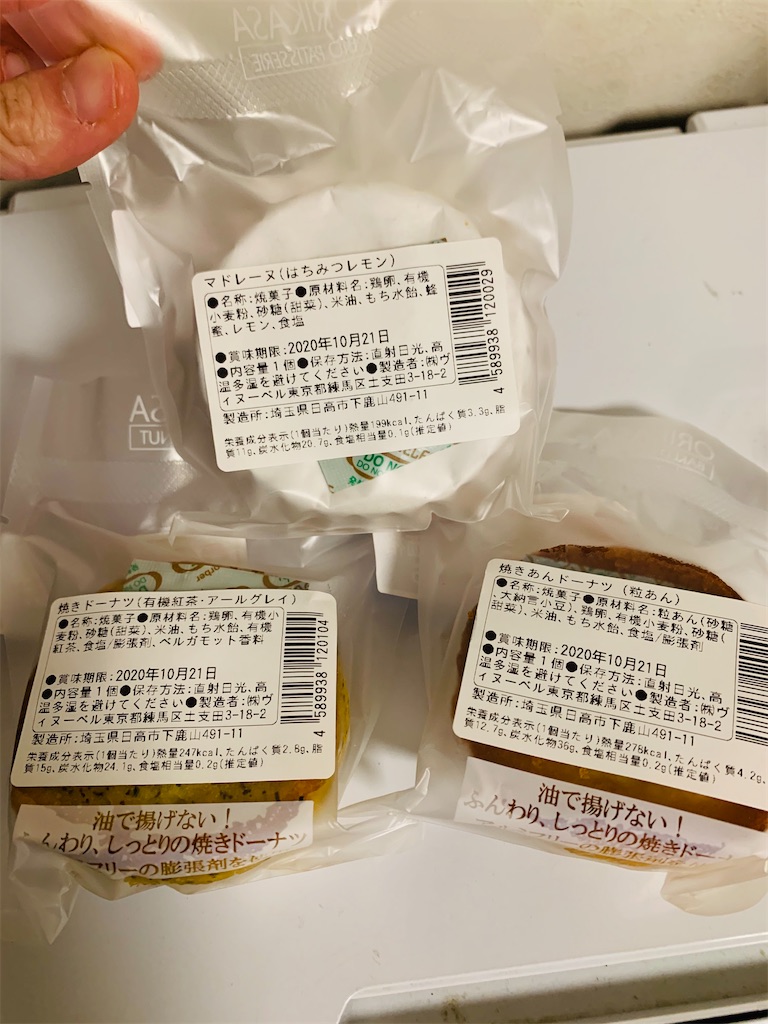 RIKASA
PATISSERIE
マドレーヌ(はちみつレモン)
●名称:焼菓子●原材料名:鶏卵、有機
小麦粉、砂糖(甜菜)、米油、もち水飴、蜂
蜜、レモン、食塩
●賞味期限:2020年10月21日
●内容量1個●保存方法:直射日光、高
温多湿を避けてください●製造者:㈱ヴ
ィヌーベル東京都練馬区土支田3-18-2
製造所:埼玉県日高市下鹿山491-11
栄養成分表示(1個当たり)熱量199kcal、たんぱく質3.3g、脂
質11g、炭水化物20.7g、食塩相当量0.1g(推定値)
4 589938 120029
DO NO
焼きドーナツ(有機紅茶・アールグレイ)
●名称:焼菓子●原材料名:鶏卵、有機小
麦粉、砂糖(甜菜)、米油、もち水飴、有機
紅茶、食塩/膨張剤、ベルガモット香料
●賞味期限:2020年10月21日
●内容量1個●保存方法:直射日光、高
温多湿を避けてください●製造者:㈱ヴ
ィヌーベル東京都練馬区土支田3-18-2
製造所:埼玉県日高市下鹿山491-11
栄養成分表示(1個当たり)熱量247kcal、たんぱく質2.6g、脂
質15g、炭水化物24.1g、食塩相当量0.2g(推定値)
4 589938 120104
油で揚げない!
ふんわり、しっとりの焼きドーナツ
フリーの膨張剤を
焼きあんドーナツ(粒あん)
●名称:焼菓子●原材料名:粒あん(砂糖、
大納言小豆)、鶏卵、有機小麦粉、砂糖(
甜菜)、米油、もち水飴、食塩/膨張剤
●賞味期限:2020年10月21日
●内容量1個●保存方法:直射日光、高
温多湿を避けてください●製造者:㈱ヴ
ィヌーベル東京都練馬区土支田3-18-2
製造所:埼玉県日高市下鹿山491-11
栄養成分表示(1個当たり)熱量278kcal、たんぱく質4.2g、脂
質12.7g、炭水化物36g、食塩相当量0.2g(推定値)
油で揚げない!
ふんわり、しっとりの焼きドーナ
フリーの膨張剤を